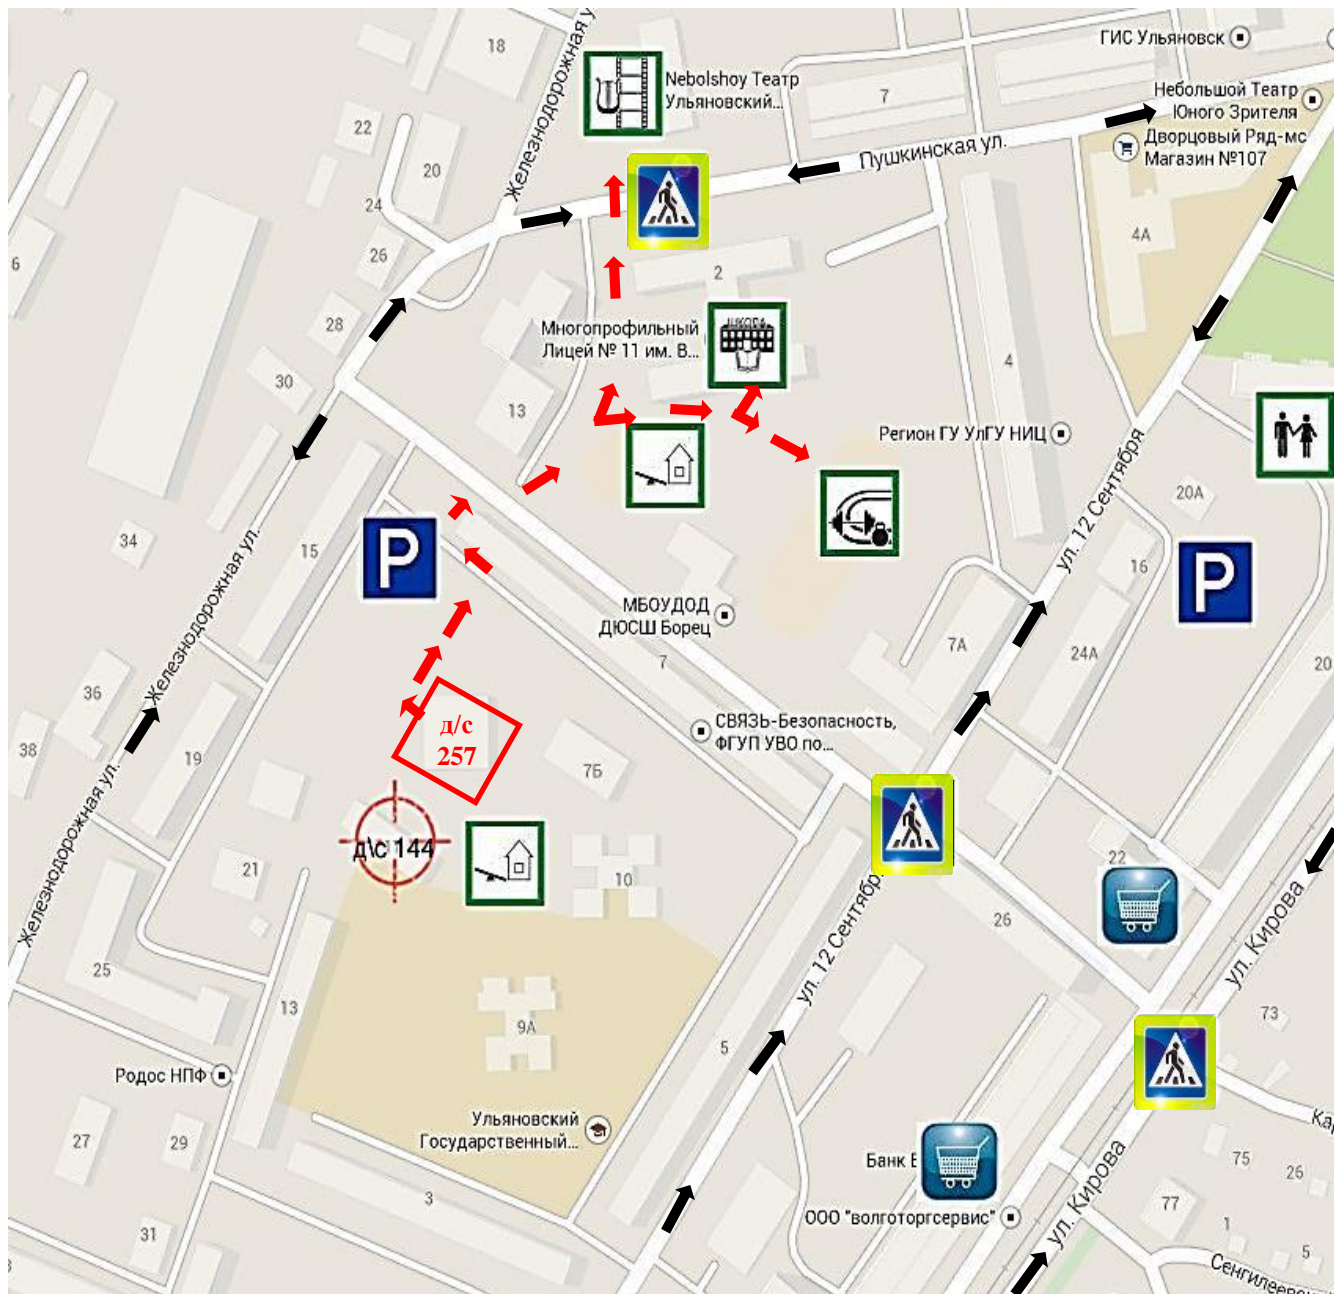 ГИС Ульяновск
18
Железнодорожная у
Nebolshoy Театр
Ульяновский...
7
Небольшой Театр
Юного Зрителя
22
Пушкинская ул.
Дворцовый Ряд-мс
Магазин №107
20
24
4А
26
6
2
28
ШКОЛА
Многопрофильный
Лицей № 11 им. В...
4
30
13
Регион ГУ УлГУ НИЦ
ул. 12 Сентября
20А
34
15
P
P
16
Железнодорожная ул.
МБОУДОД
ДЮСШ Борец
7
7А
24А
20
36
д/с
257
СВЯЗЬ-Безопасность,
ФГУП УВО по...
38
19
7Б
Железнодорожная ул.
д\с 144
21
10
22
26
ул. 12 Сентябр
ул. Кирова
25
13
9А
5
73
Родос НПФ
Ульяновский
Государственный...
Ка
27
29
Банк
75
26
3
ул. Кирова
77
ООО "волготоргсервис"
1
31
5
Сенгилеевс